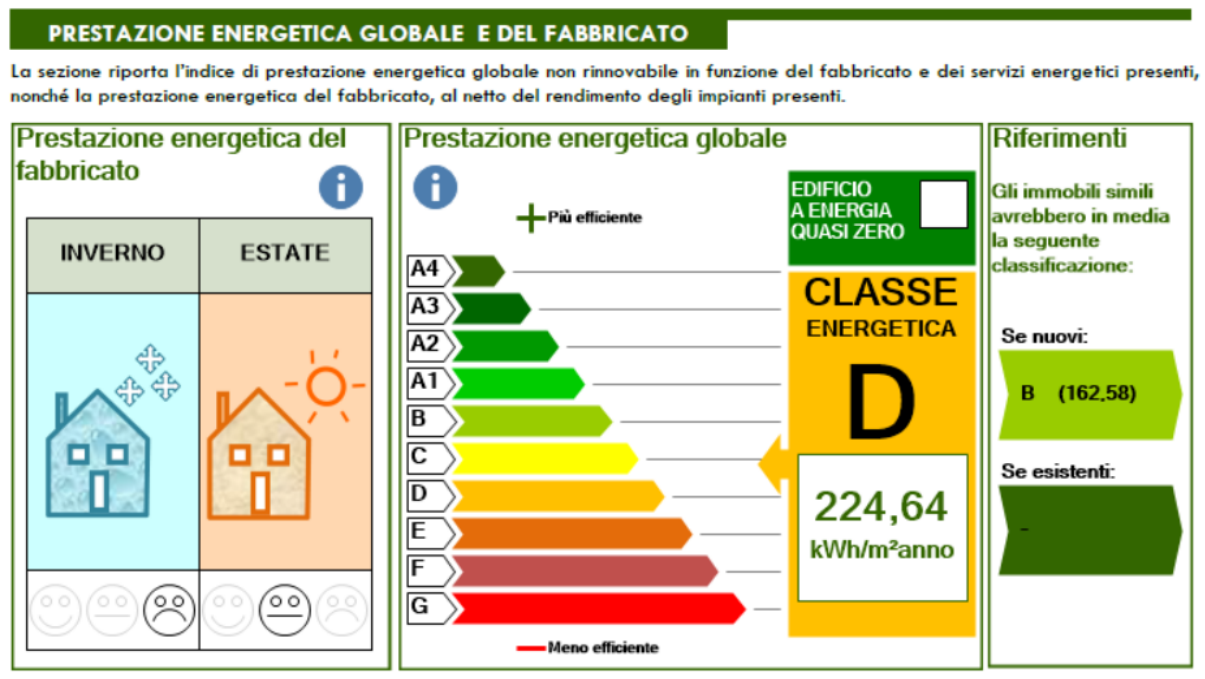 PRESTAZIONE ENERGETICA GLOBALE E DEL FABBRICATO
La sezione riporta l'indice di prestazione energetica globale non rinnovabile in funzione del fabbricato e dei servizi energetici presenti,
nonché la prestazione energetica del fabbricato, al netto del rendimento degli impianti presenti.
Prestazione energetica del
fabbricato
i
INVERNO
ESTATE
Prestazione energetica globale
i
+ Più efficiente
A4
A3
A2
A1
B
C
D
E
F
G
Meno efficiente
EDIFICIO
A ENERGIA
QUASI ZERO
CLASSE
ENERGETICA
D
224,64
kWh/m²anno
Riferimenti
Gli immobili simili
avrebbero in media
la seguente
classificazione:
Se nuovi:
B (162,58)
Se esistenti:
-